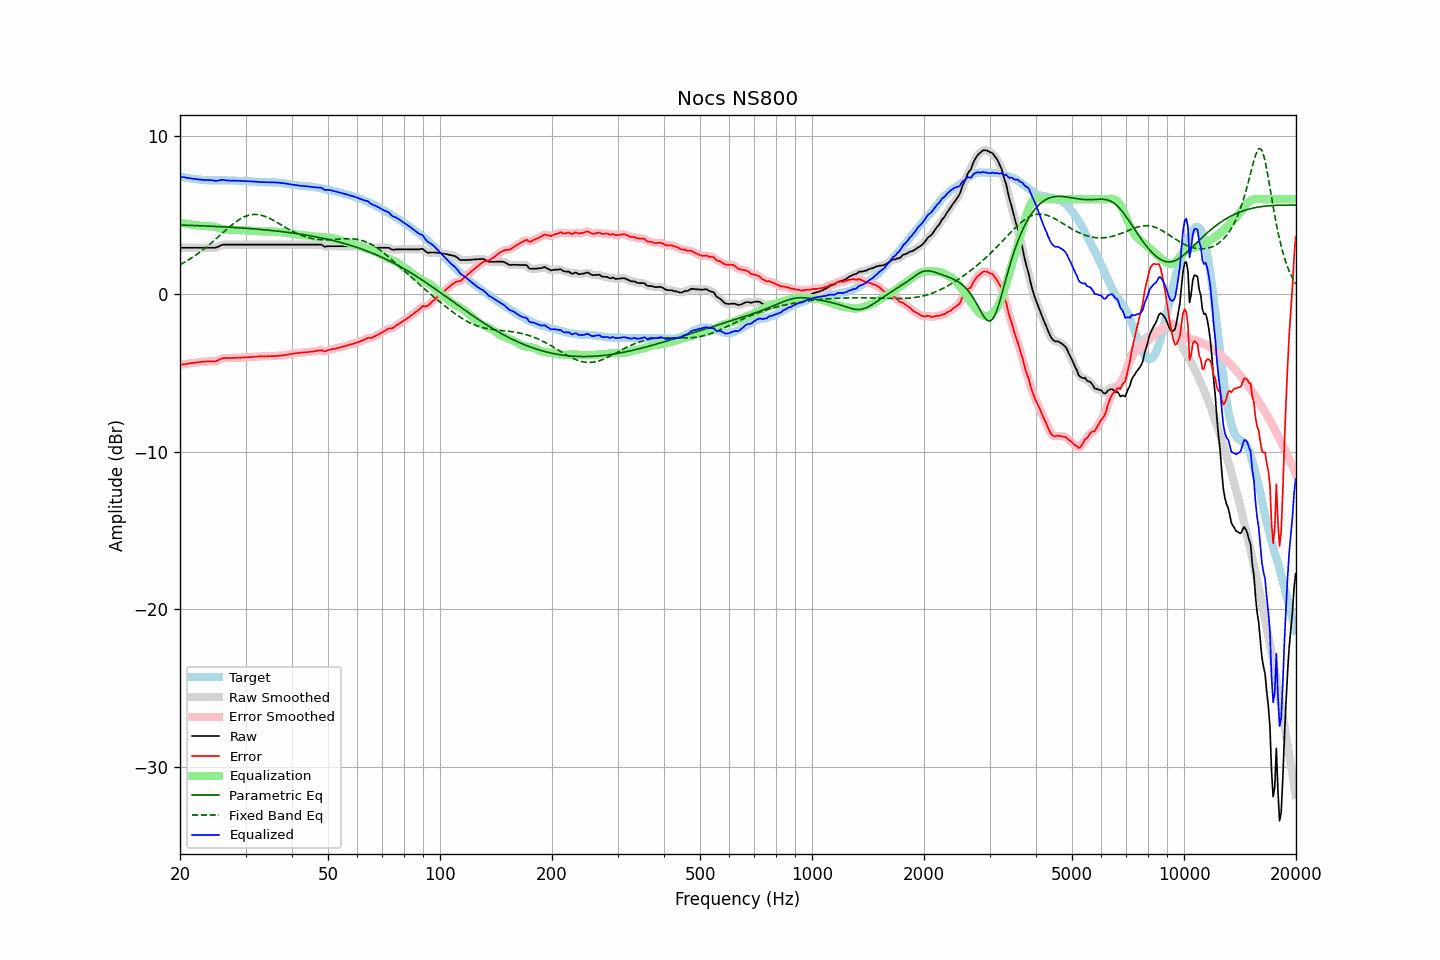 Nocs NS800
Amplitude (dBr)
10
0
−10
−20
−30
Target
Raw Smoothed
Error Smoothed
Raw
Error
Equalization
Parametric Eq
Fixed Band Eq
Equalized
20 50 100 200 500 1000 2000 5000 10000 20000
Frequency (Hz)